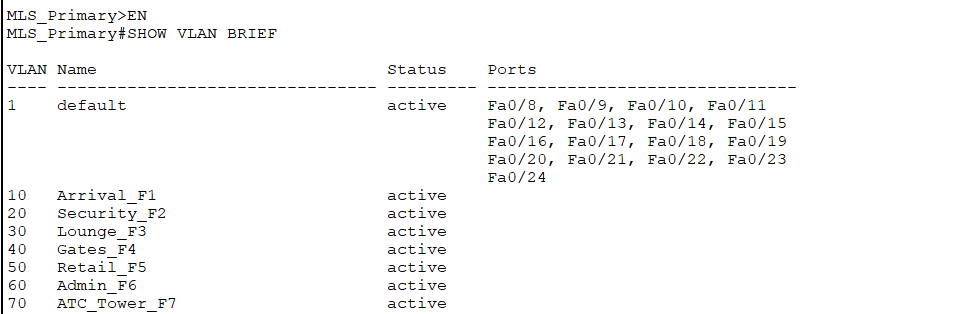 MLS_Primary>EN
MLS_Primary#SHOW VLAN BRIEF
VLAN Name                             Status    Ports
---- -------------------------------- --------- -------------------------------
1    default                          active    Fa0/8, Fa0/9, Fa0/10, Fa0/11
                                                Fa0/12, Fa0/13, Fa0/14, Fa0/15
                                                Fa0/16, Fa0/17, Fa0/18, Fa0/19
                                                Fa0/20, Fa0/21, Fa0/22, Fa0/23
                                                Fa0/24
10   Arrival_F1                       active
20   Security_F2                      active
30   Lounge_F3                        active
40   Gates_F4                         active
50   Retail_F5                        active
60   Admin_F6                         active
70   ATC_Tower_F7                     active